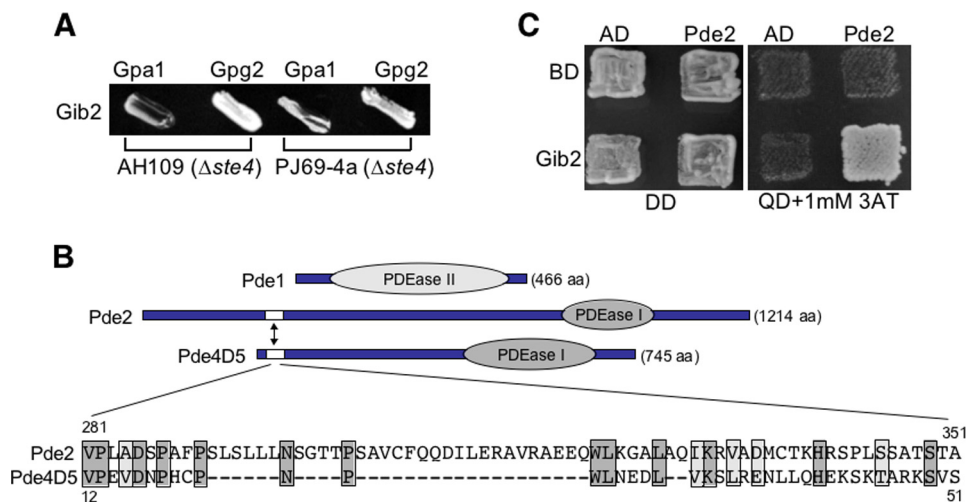 A
Gpa1 Gpg2 Gpa1 Gpg2
Gib2
AH109 (Δste4) PJ69-4a (Δste4)
C
AD Pde2 AD Pde2
BD
Gib2
DD QD+1mM 3AT
B
Pde1 PDEase II (466 aa)
Pde2 PDEase I (1214 aa)
Pde4D5 PDEase I (745 aa)
281 351
Pde2 VPLADSPAFPSLSLLLNSGTTPSAVCFQQDILERAVRAEEQWLKGALAQIKRVADMCTKHRSPLSSATSTA
Pde4D5 VPEVDNPHCP------N----P-------------------WLNEDL--VKSLRENLLQHEKSKTARKSVS
12 51